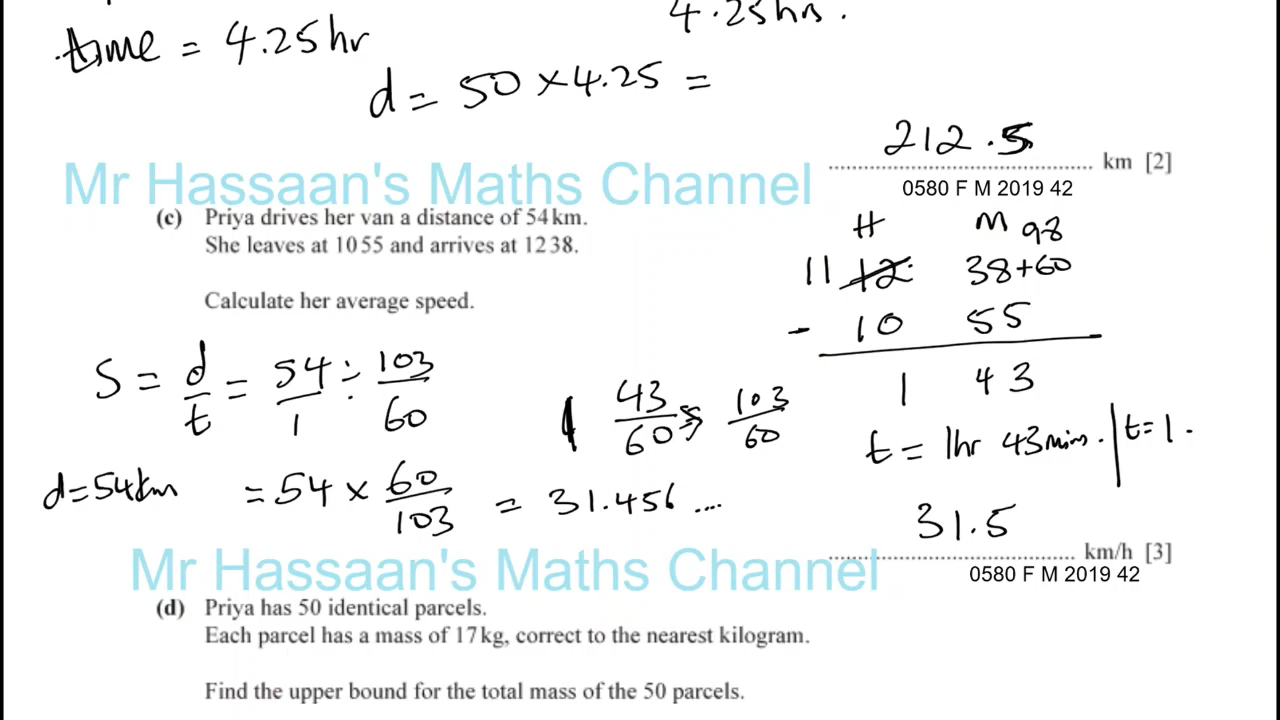 4.25hrs.
time = 4.25hr
d = 50 × 4.25 =
212.5
km [2]
Mr Hassaan's Maths Channel
0580 F M 2019 42
(c) Priya drives her van a distance of 54 km.
She leaves at 10 55 and arrives at 12 38.
Calculate her average speed.
H M 98
11 12: 38+60
- 10 55
1 43
S = d/t = 54/1 ÷ 103/60
1 43/60 ⇒ 103/60
t = 1hr 43mins. | t = 1.
d=54km = 54 × 60/103 = 31.456 ....
31.5
km/h [3]
Mr Hassaan's Maths Channel
0580 F M 2019 42
(d) Priya has 50 identical parcels.
Each parcel has a mass of 17 kg, correct to the nearest kilogram.
Find the upper bound for the total mass of the 50 parcels.